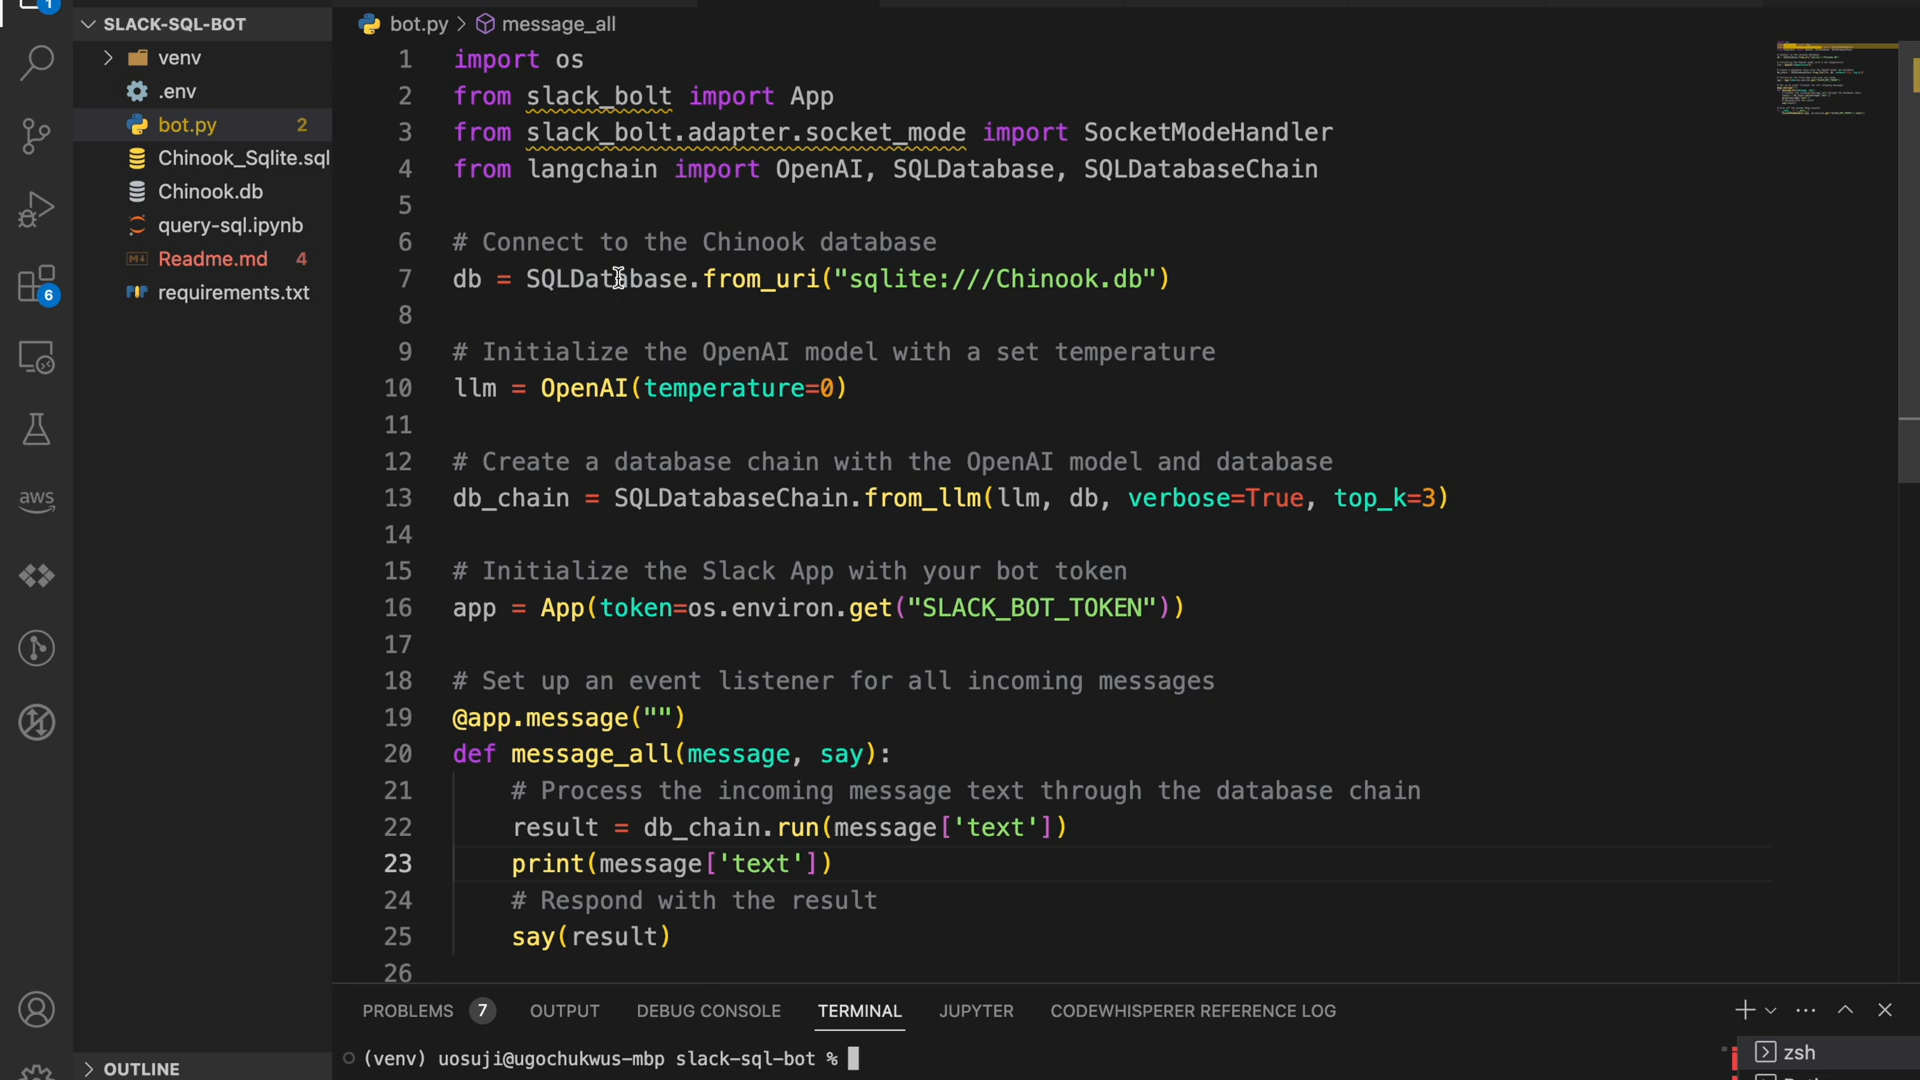 1
SLACK-SQL-BOT
venv
.env
bot.py 2
Chinook_Sqlite.sql
Chinook.db
query-sql.ipynb
Readme.md 4
requirements.txt
6
aws
OUTLINE
bot.py > message_all
1 import os
2 from slack_bolt import App
3 from slack_bolt.adapter.socket_mode import SocketModeHandler
4 from langchain import OpenAI, SQLDatabase, SQLDatabaseChain
5
6 # Connect to the Chinook database
7 db = SQLDatabase.from_uri("sqlite:///Chinook.db")
8
9 # Initialize the OpenAI model with a set temperature
10 llm = OpenAI(temperature=0)
11
12 # Create a database chain with the OpenAI model and database
13 db_chain = SQLDatabaseChain.from_llm(llm, db, verbose=True, top_k=3)
14
15 # Initialize the Slack App with your bot token
16 app = App(token=os.environ.get("SLACK_BOT_TOKEN"))
17
18 # Set up an event listener for all incoming messages
19 @app.message("")
20 def message_all(message, say):
21 # Process the incoming message text through the database chain
22 result = db_chain.run(message['text'])
23 print(message['text'])
24 # Respond with the result
25 say(result)
26
PROBLEMS 7 OUTPUT DEBUG CONSOLE TERMINAL JUPYTER CODEWHISPERER REFERENCE LOG
(venv) uosuji@ugochukwus-mbp slack-sql-bot %
zsh